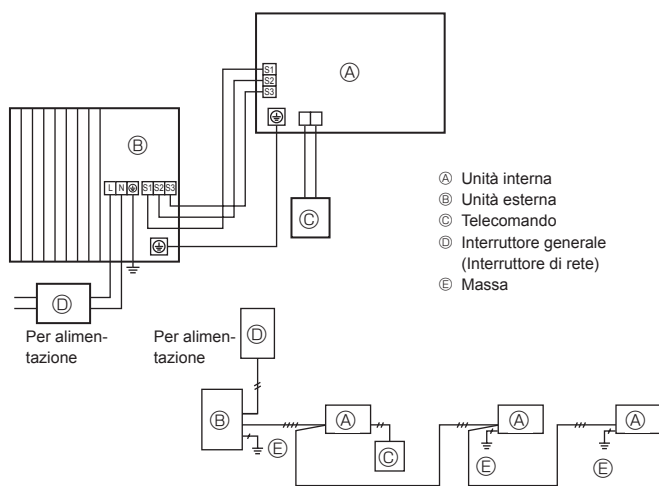 S1
S2
S3
Ⓐ
Ⓑ
L N S1 S2 S3
Ⓒ
Ⓓ
Per alimen-
tazione
Ⓐ Unità interna
Ⓑ Unità esterna
Ⓒ Telecomando
Ⓓ Interruttore generale
(Interruttore di rete)
Ⓔ Massa
Per alimen-
tazione
Ⓓ
Ⓑ
Ⓔ
Ⓐ
Ⓒ
Ⓐ
Ⓔ
Ⓐ
Ⓔ